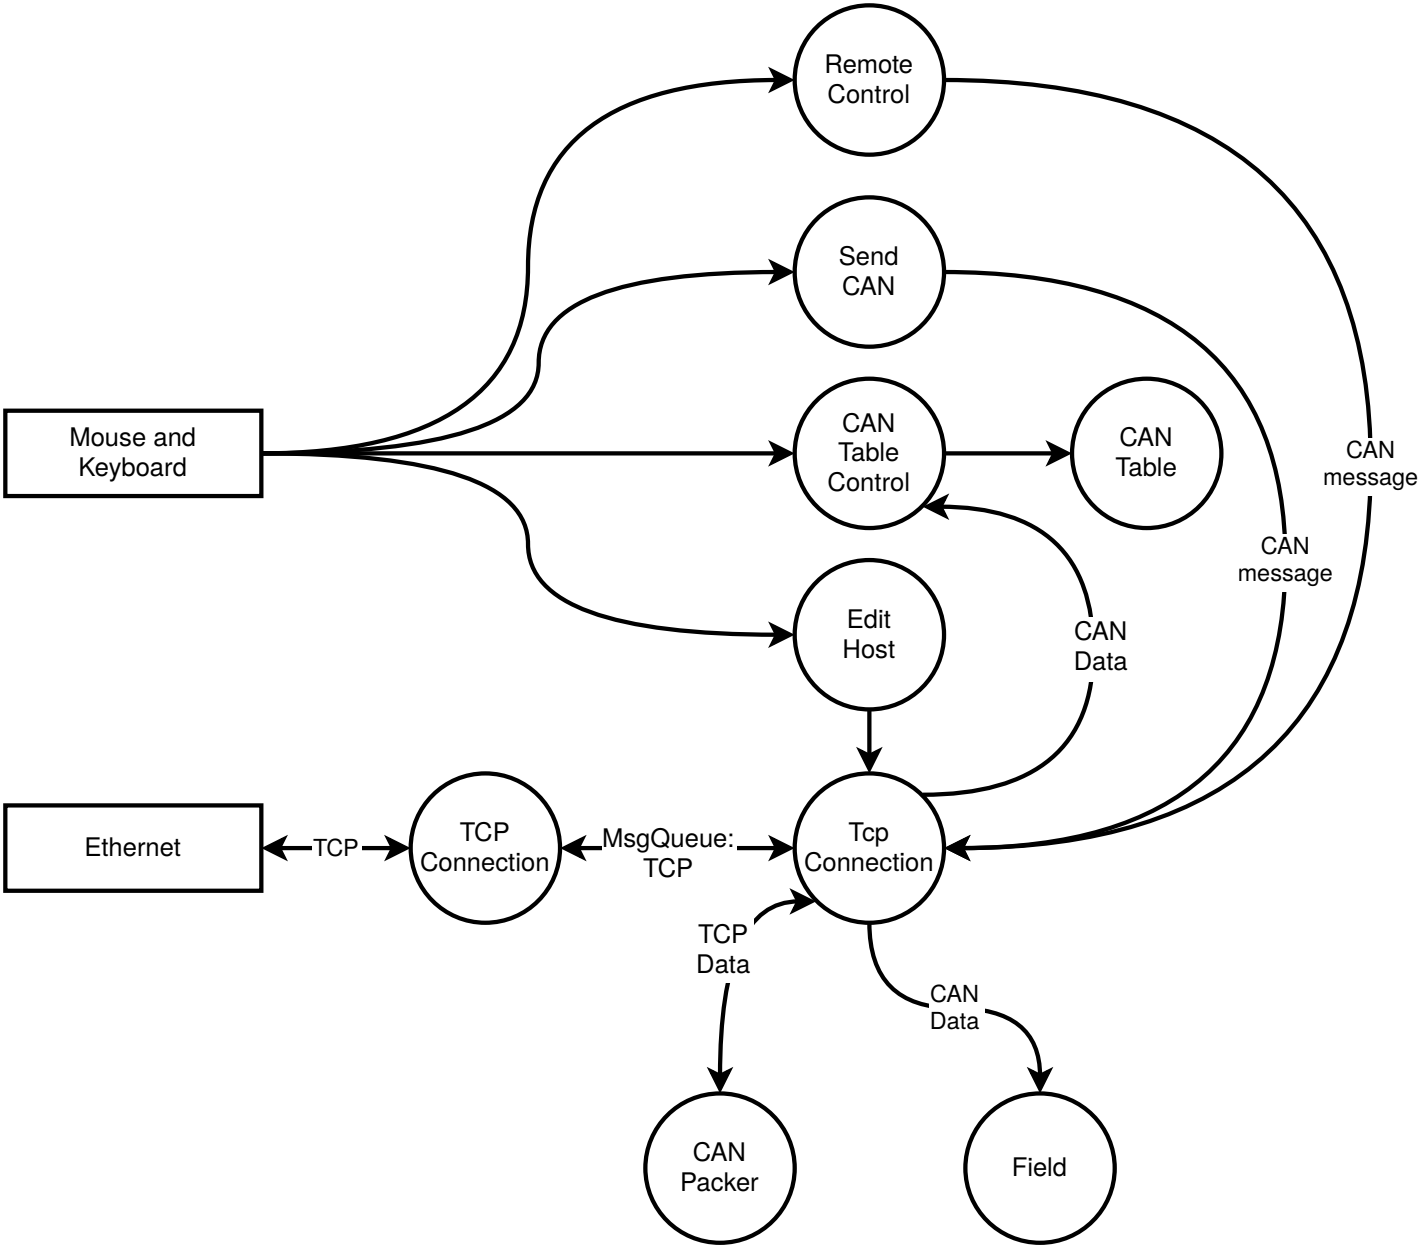 Remote
Control
Send
CAN
Mouse and
Keyboard
CAN
Table
Control
CAN
Table
CAN
message
CAN
message
Edit
Host
CAN
Data
Ethernet
TCP
TCP
Connection
MsgQueue:
TCP
Tcp
Connection
TCP
Data
CAN
Data
CAN
Packer
Field